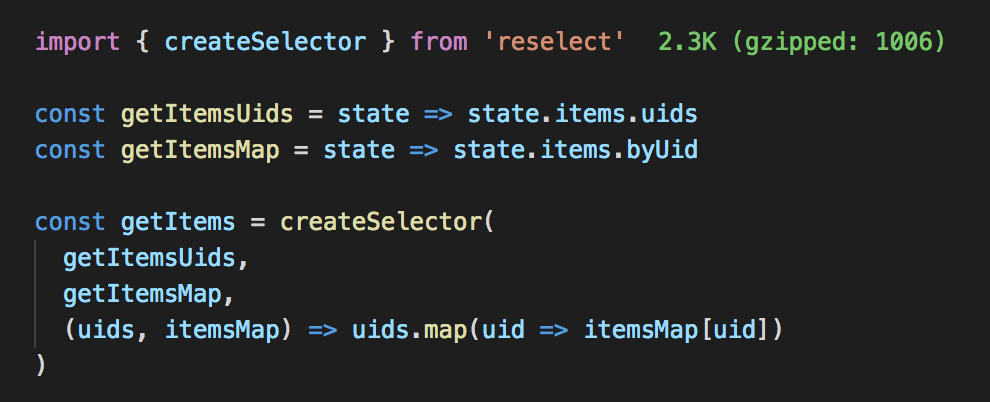 import { createSelector } from 'reselect'  2.3K (gzipped: 1006)
const getItemsUids = state => state.items.uids
const getItemsMap = state => state.items.byUid
const getItems = createSelector(
  getItemsUids,
  getItemsMap,
  (uids, itemsMap) => uids.map(uid => itemsMap[uid])
)